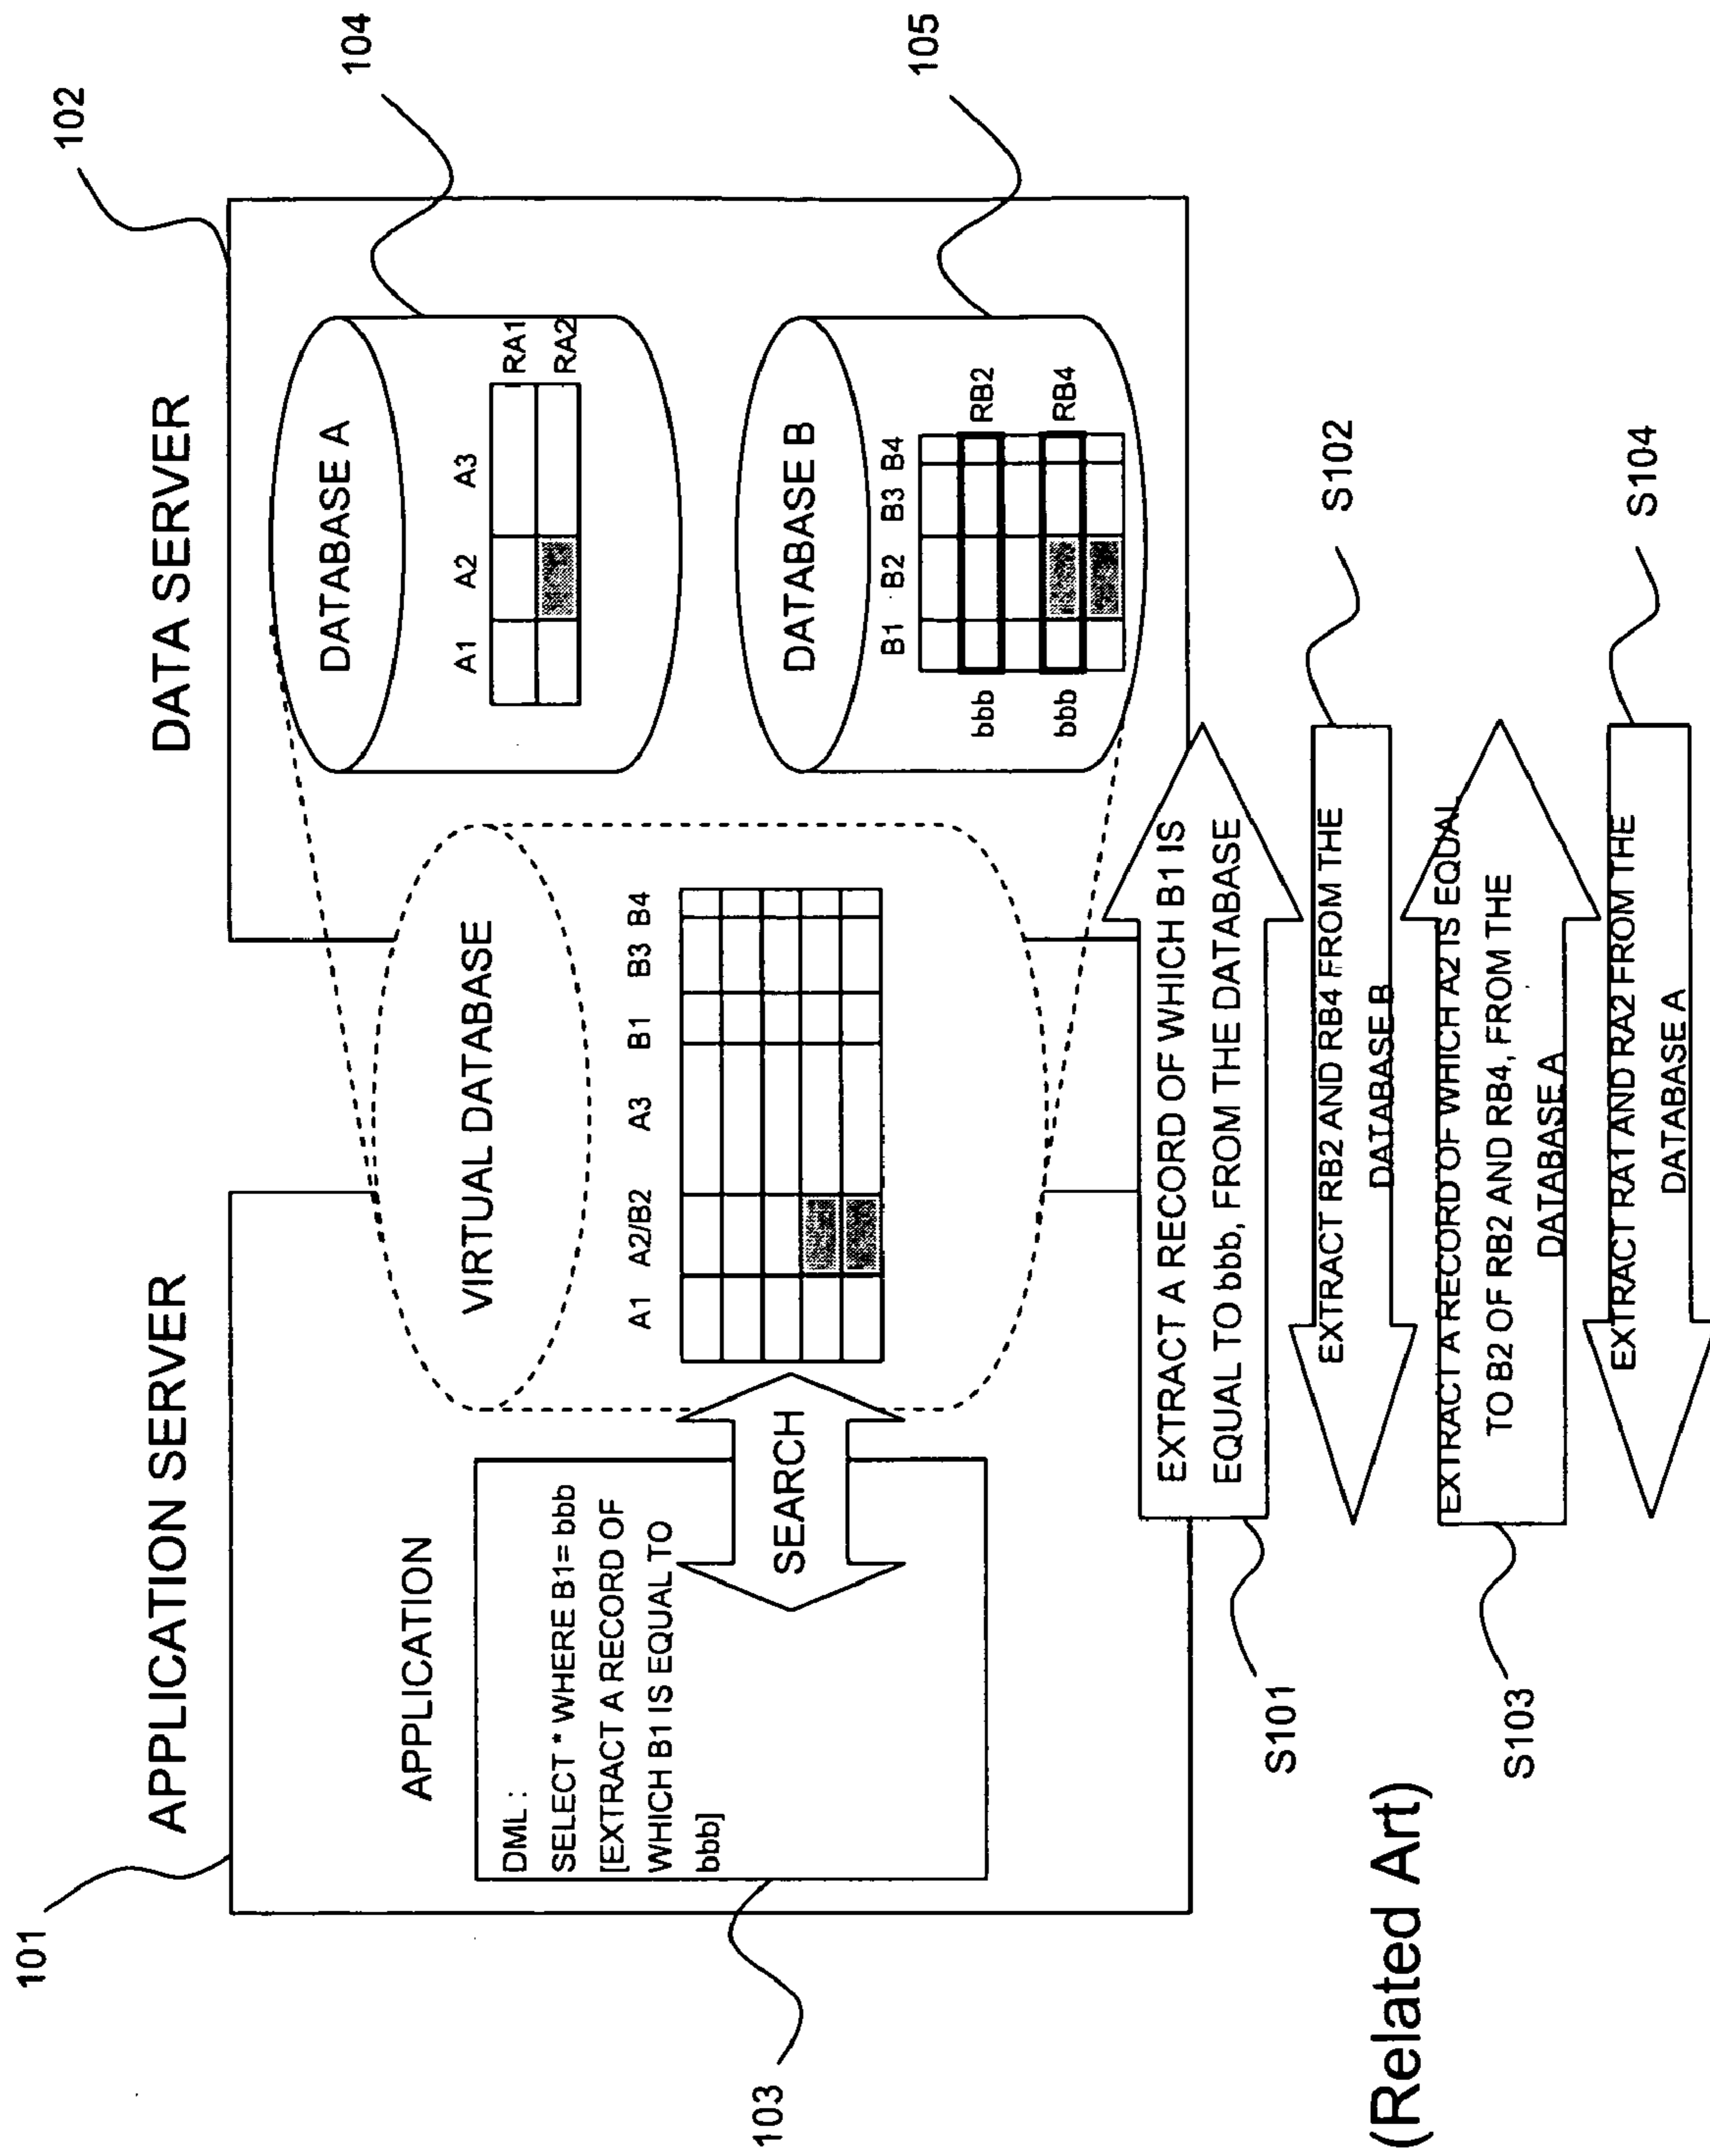 101
APPLICATION SERVER
DATA SERVER
102
APPLICATION
DML :
SELECT * WHERE B1= bbb
[EXTRACT A RECORD OF
WHICH B1 IS EQUAL TO
bbb]
103
SEARCH
VIRTUAL DATABASE
A1 A2/B2 A3 B1 B3 B4
DATABASE A
104
A1 A2 A3
RA1
RA2
DATABASE B
105
B1 B2 B3 B4
bbb RB2
bbb RB4
EXTRACT A RECORD OF WHICH B1 IS
EQUAL TO bbb, FROM THE DATABASE
S101
EXTRACT RB2 AND RB4 FROM THE
DATABASE B
S102
EXTRACT A RECORD OF WHICH A2 IS EQUAL
TO B2 OF RB2 AND RB4, FROM THE
DATABASE A
S103
EXTRACT RA1 AND RA2 FROM THE
DATABASE A
S104
(Related Art)